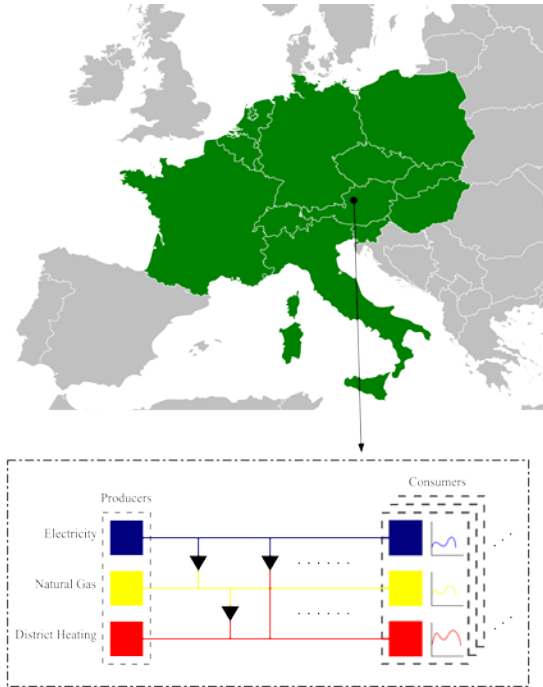 Producers
Consumers
Electricity
Natural Gas
District Heating